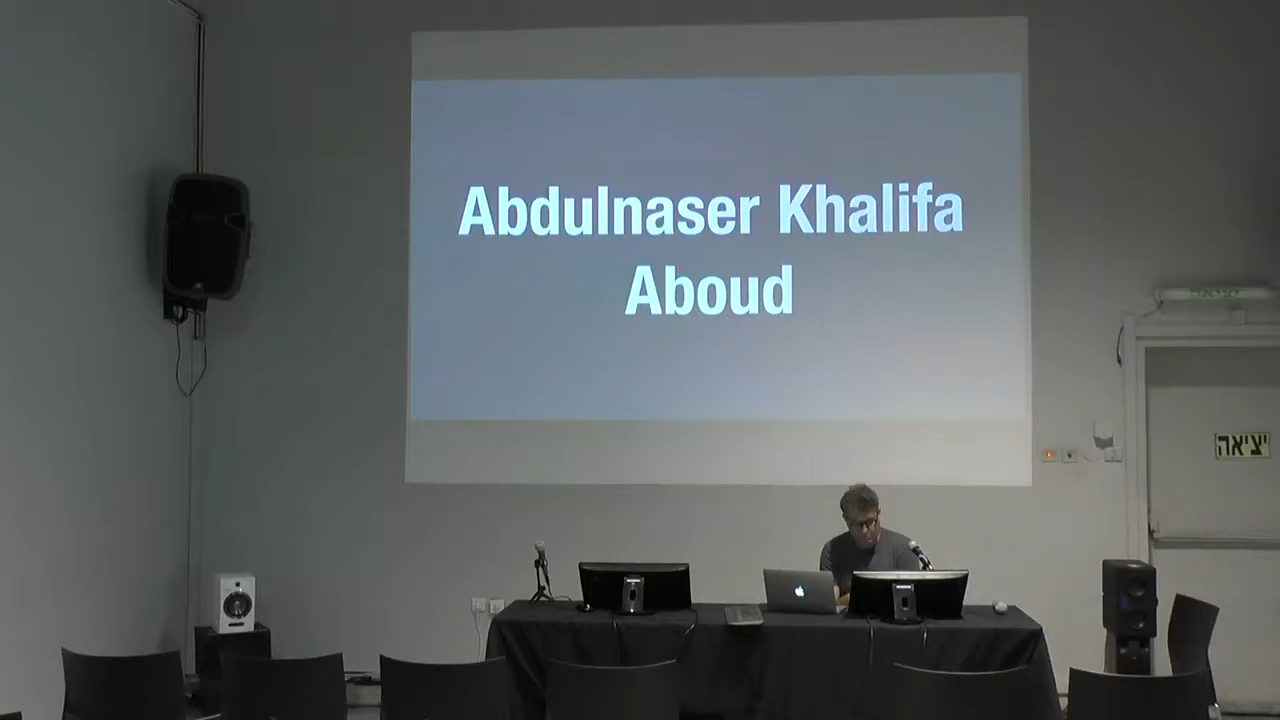 Abdulnaser Khalifa
Aboud
יציאה